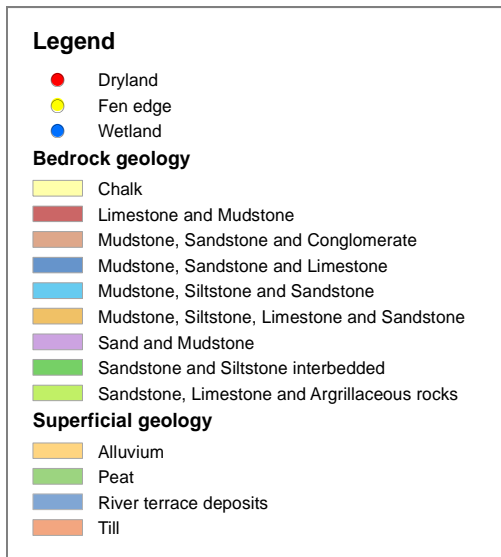 Legend
Dryland
Fen edge
Wetland
Bedrock geology
Chalk
Limestone and Mudstone
Mudstone, Sandstone and Conglomerate
Mudstone, Sandstone and Limestone
Mudstone, Siltstone and Sandstone
Mudstone, Siltstone, Limestone and Sandstone
Sand and Mudstone
Sandstone and Siltstone interbedded
Sandstone, Limestone and Argrillaceous rocks
Superficial geology
Alluvium
Peat
River terrace deposits
Till